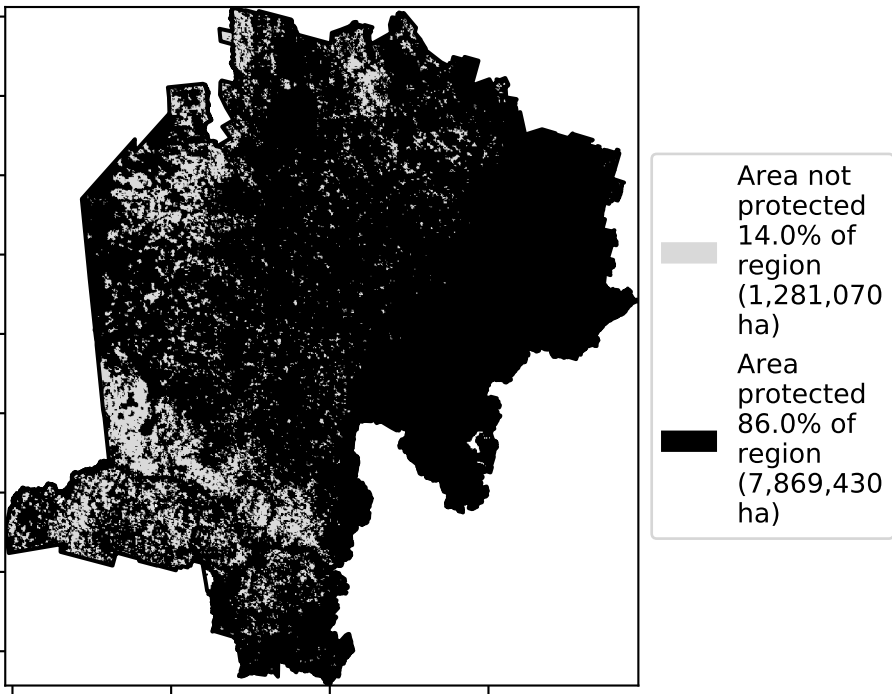 Area not
protected
14.0% of
region
(1,281,070
ha)
Area
protected
86.0% of
region
(7,869,430
ha)